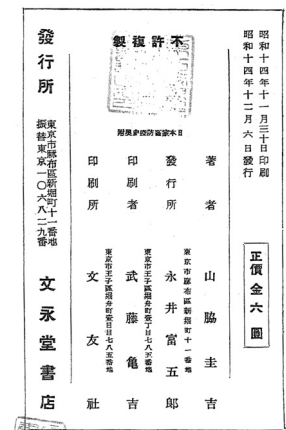 昭和十四年十一月三十日印刷
昭和十四年十二月六日發行
正價金六圓
不許複製
日本家畜防疫史奥附
著者 山脇圭吉
東京市麻布區新堀町十一番地
發行所 永井富五郎
東京市王子區堀舟町壹丁目七八五番地
印刷者 武藤亀吉
東京市王子區堀舟町壹丁目七八五番地
印刷所 文友社
發行所
東京市麻布區新堀町十一番地
振替東京一〇六八二九番
文永堂書店